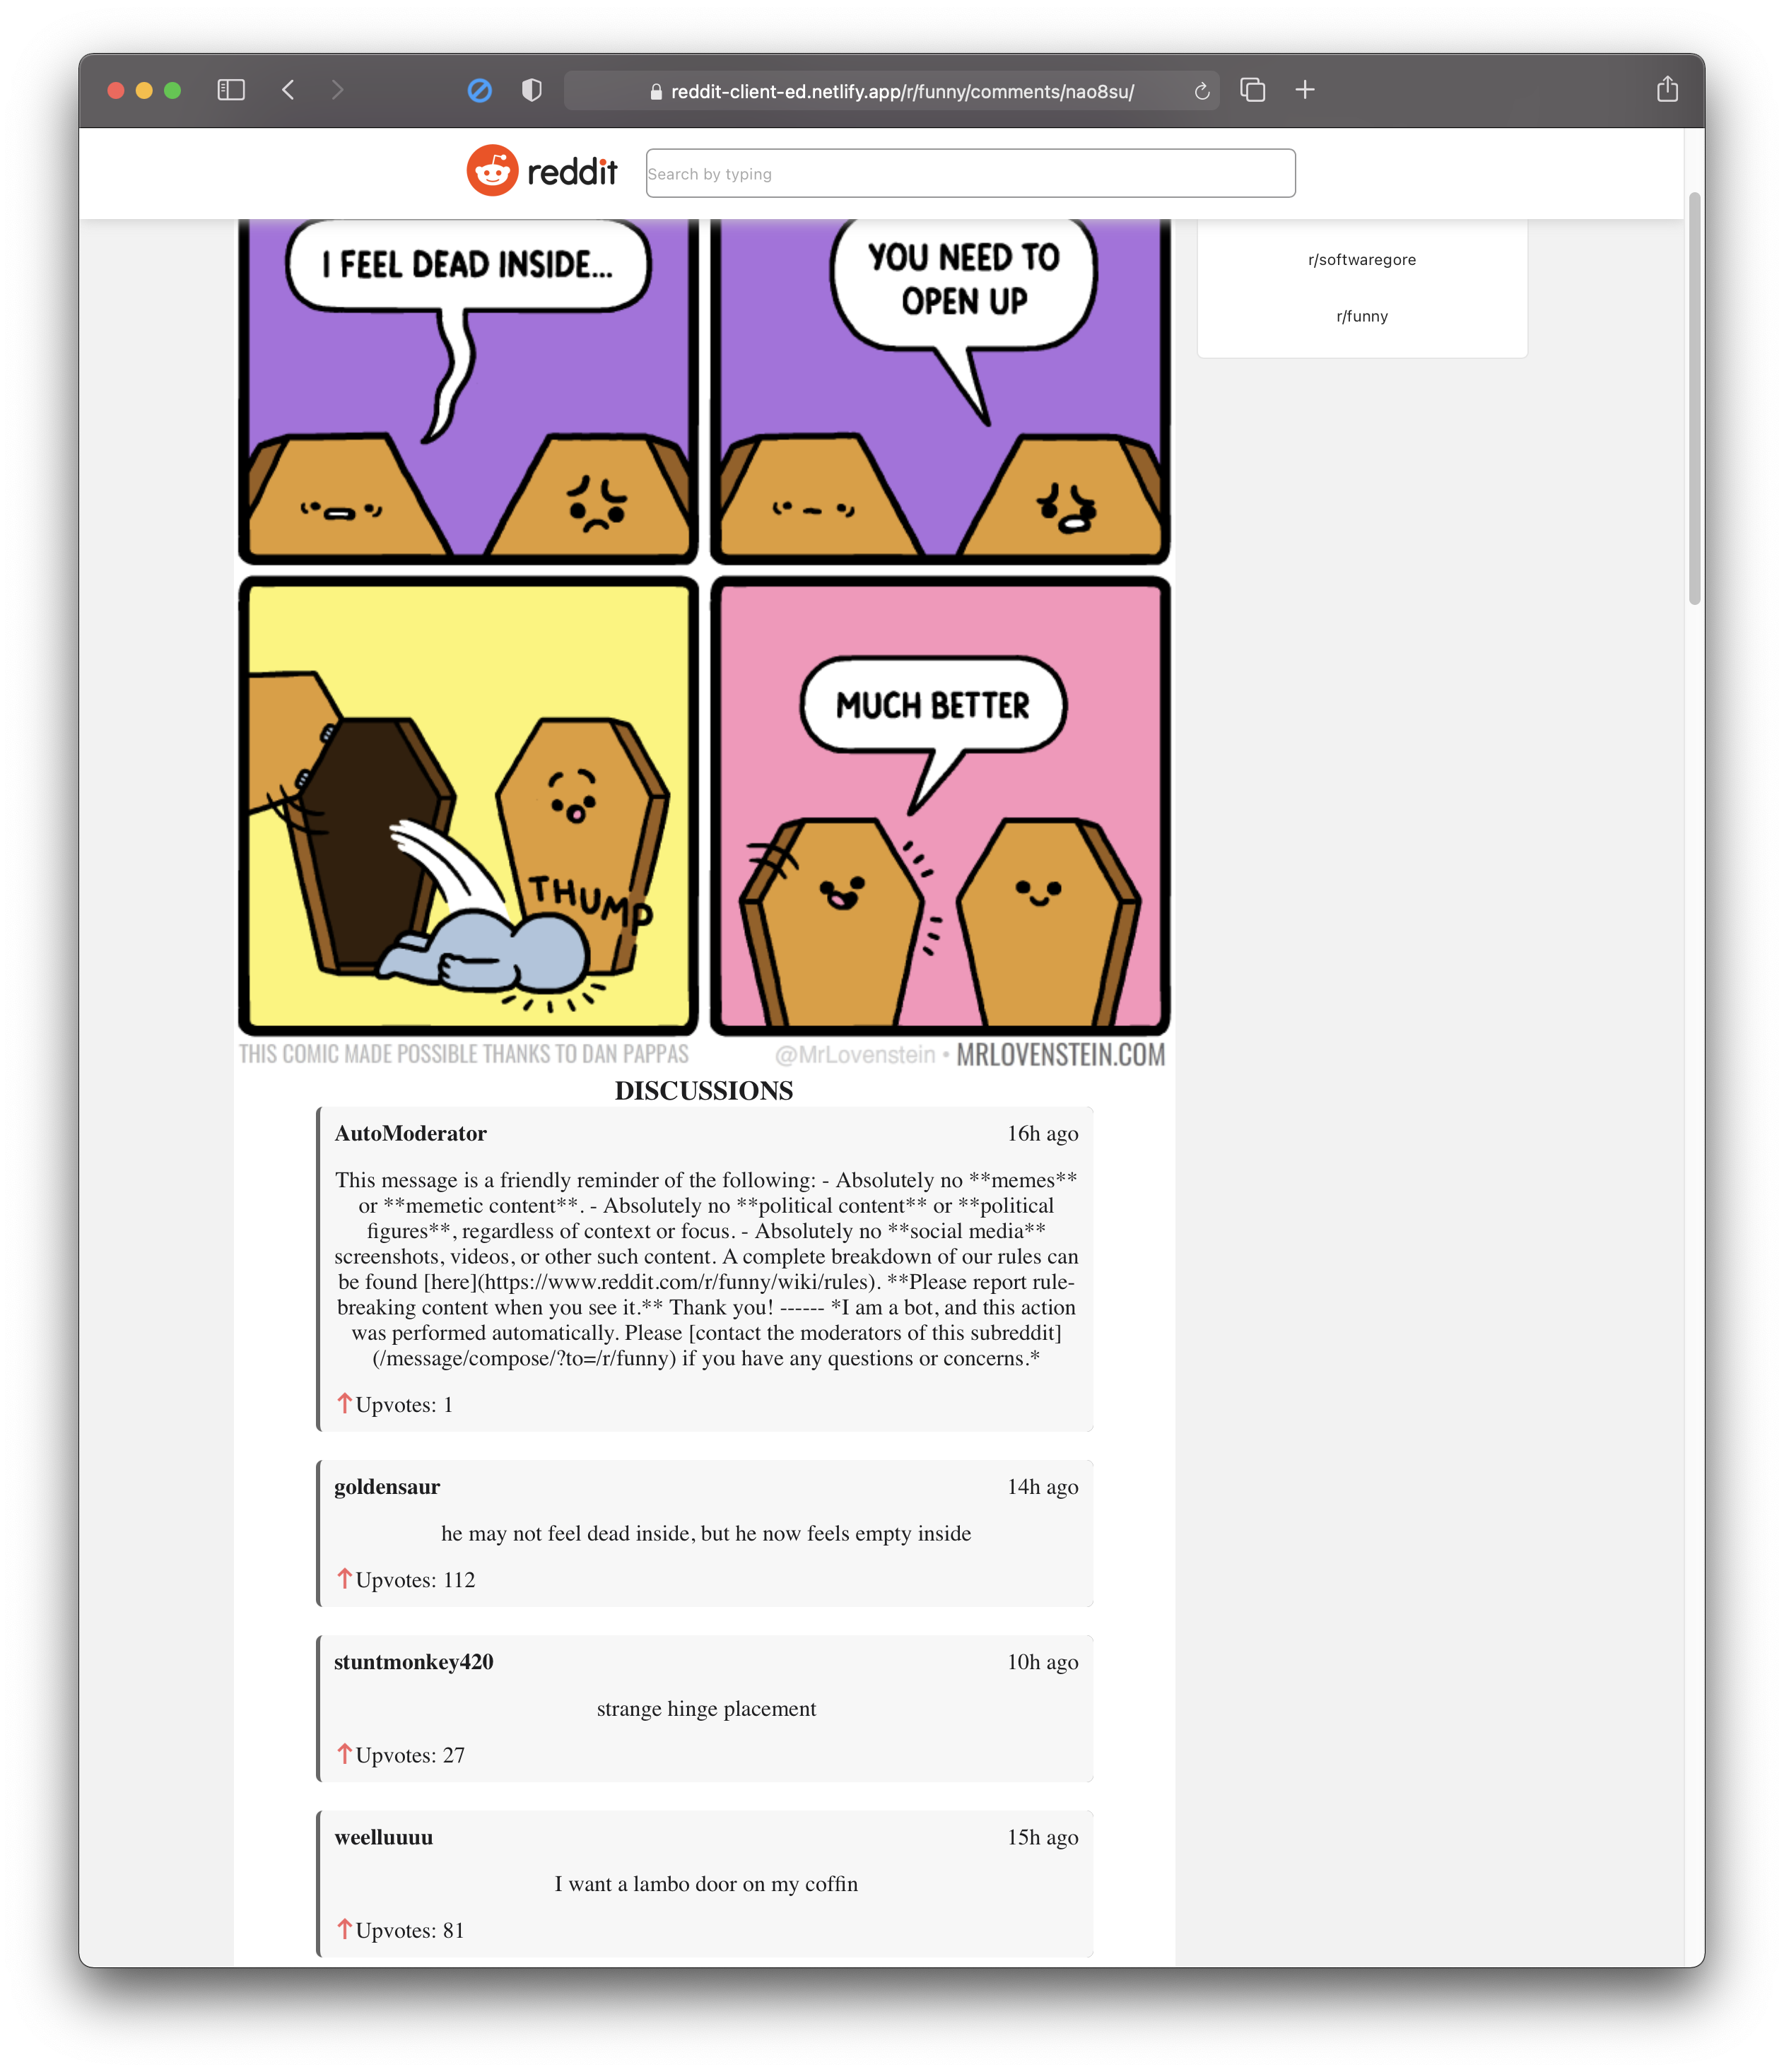 reddit-client-ed.netlify.app/r/funny/comments/nao8su/
reddit
Search by typing
I FEEL DEAD INSIDE...
YOU NEED TO
OPEN UP
r/softwaregore
r/funny
THUMP
MUCH BETTER
THIS COMIC MADE POSSIBLE THANKS TO DAN PAPPAS
@MrLovenstein • MRLOVENSTEIN.COM
DISCUSSIONS
AutoModerator 16h ago
This message is a friendly reminder of the following: - Absolutely no **memes**
or **memetic content**. - Absolutely no **political content** or **political
figures**, regardless of context or focus. - Absolutely no **social media**
screenshots, videos, or other such content. A complete breakdown of our rules can
be found [here](https://www.reddit.com/r/funny/wiki/rules). **Please report rule-
breaking content when you see it.** Thank you! ------ *I am a bot, and this action
was performed automatically. Please [contact the moderators of this subreddit]
(/message/compose/?to=/r/funny) if you have any questions or concerns.*
Upvotes: 1
goldensaur 14h ago
he may not feel dead inside, but he now feels empty inside
Upvotes: 112
stuntmonkey420 10h ago
strange hinge placement
Upvotes: 27
weelluuuu 15h ago
I want a lambo door on my coffin
Upvotes: 81